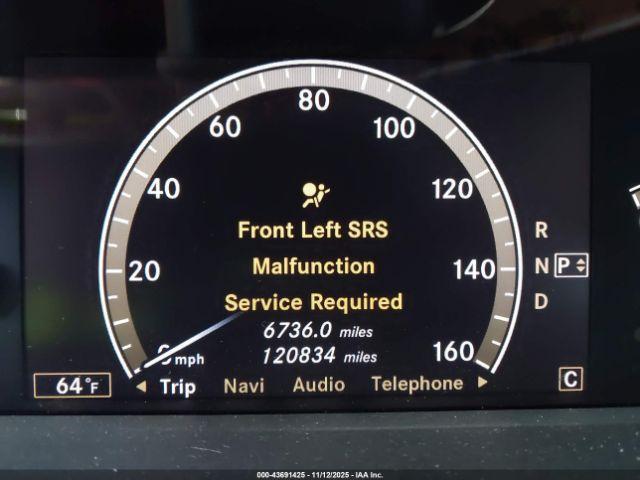 80
60 100
40 120
Front Left SRS
R
Malfunction
20 140 N P
Service Required
D
6736.0 miles
0 mph 120834 miles 160
64°F Trip Navi Audio Telephone C
000-43691425 - 11/12/2025 - IAA Inc.